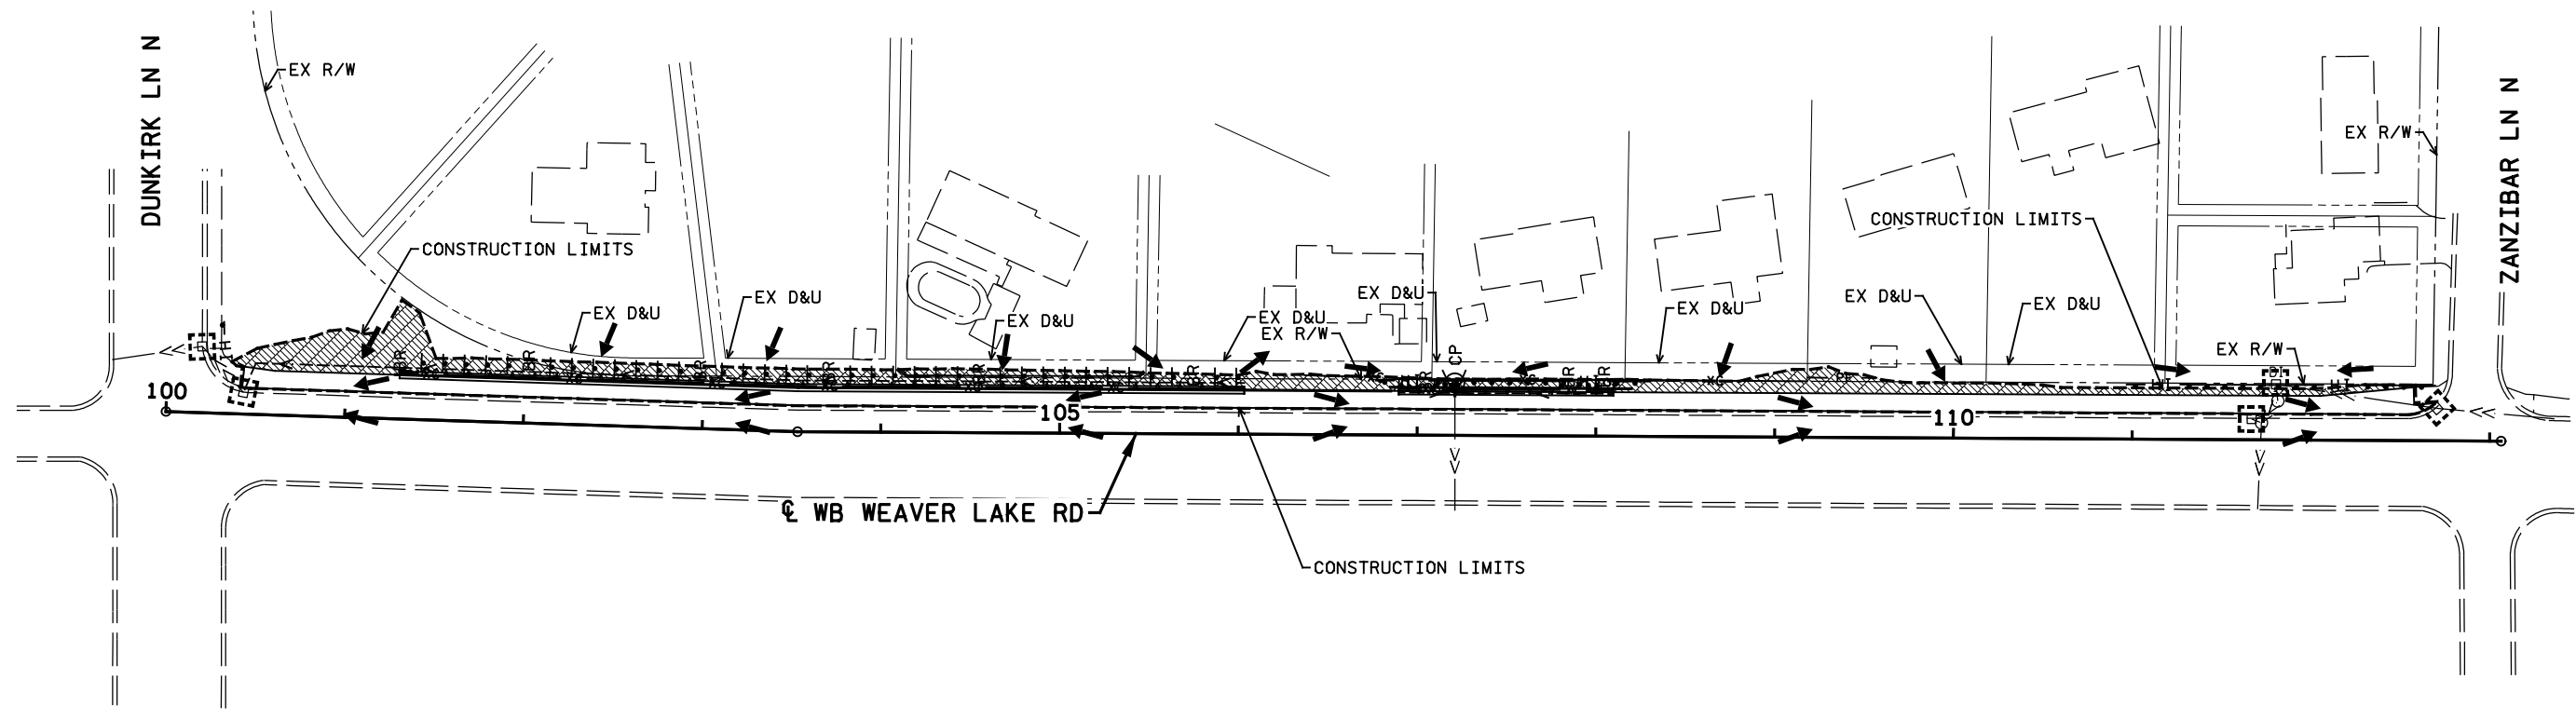 DUNKIRK LN N
EX R/W
CONSTRUCTION LIMITS
EX D&U
EX D&U
EX D&U
EX D&U
EX R/W
EX D&U
EX D&U
EX D&U
EX D&U
CONSTRUCTION LIMITS
EX R/W
EX R/W
ZANZIBAR LN N
CP
100
105
110
℄ WB WEAVER LAKE RD
CONSTRUCTION LIMITS